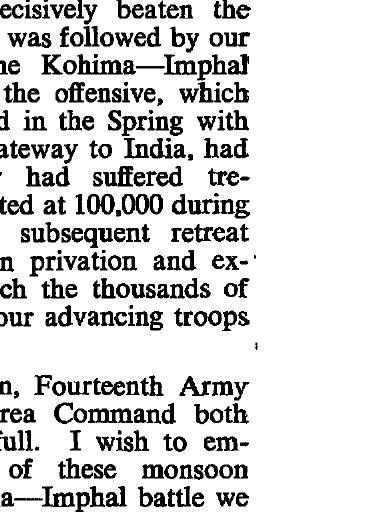 ecisively beaten the
was followed by our
ne Kohima—Imphal
the offensive, which
d in the Spring with
ateway to India, had
had suffered tre-
ted at 100,000 during
subsequent retreat
n privation and ex-
ch the thousands of
our advancing troops
n, Fourteenth Army
rea Command both
full. I wish to em-
of these monsoon
a—Imphal battle we